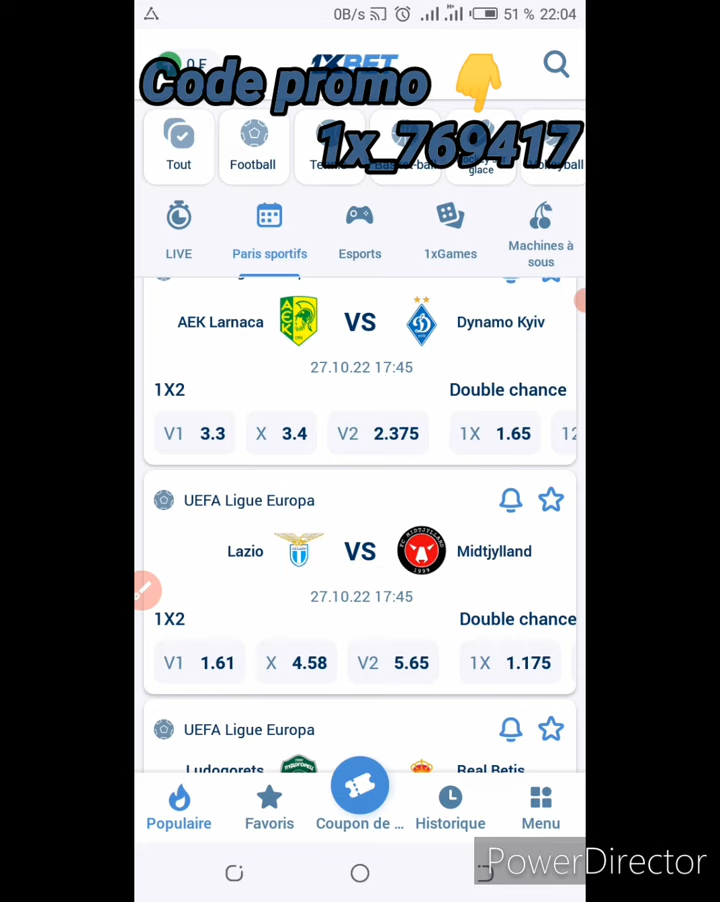 0B/s 51 % 22:04
1XBET
Code promo
1x_769417
Tout Football
LIVE Paris sportifs Esports 1xGames Machines à sous
AEK Larnaca VS Dynamo Kyiv
27.10.22 17:45
1X2 Double chance
V1 3.3 X 3.4 V2 2.375 1X 1.65 12
UEFA Ligue Europa
Lazio VS Midtjylland
27.10.22 17:45
1X2 Double chance
V1 1.61 X 4.58 V2 5.65 1X 1.175
UEFA Ligue Europa
Ludogorets Real Betis
Populaire Favoris Coupon de ... Historique Menu
PowerDirector